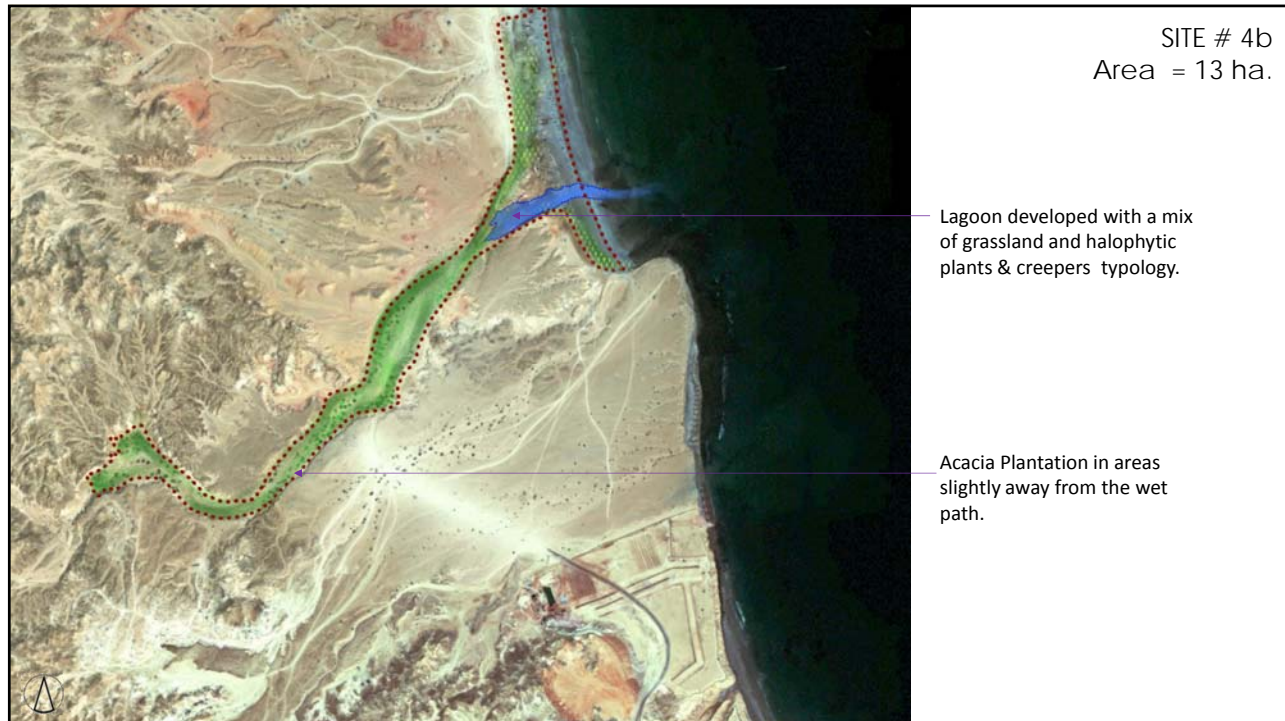 SITE # 4b
Area = 13 ha.
Lagoon developed with a mix
of grassland and halophytic
plants & creepers typology.
Acacia Plantation in areas
slightly away from the wet
path.